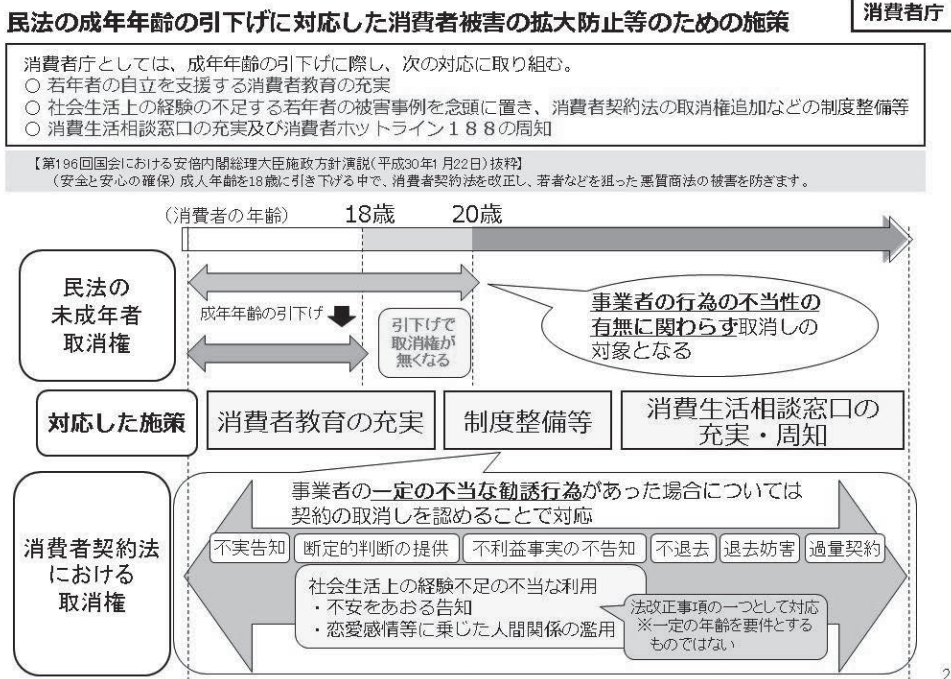 民法の成年年齢の引下げに対応した消費者被害の拡大防止等のための施策
消費者庁
消費者庁としては、成年年齢の引下げに際し、次の対応に取り組む。
○ 若年者の自立を支援する消費者教育の充実
○ 社会生活上の経験の不足する若年者の被害事例を念頭に置き、消費者契約法の取消権追加などの制度整備等
○ 消費生活相談窓口の充実及び消費者ホットライン１８８の周知
【第196回国会における安倍内閣総理大臣施政方針演説(平成30年1月22日)抜粋】
（安全と安心の確保）成人年齢を18歳に引き下げる中で、消費者契約法を改正し、若者などを狙った悪質商法の被害を防ぎます。
（消費者の年齢）
18歳
20歳
民法の
未成年者
取消権
成年年齢の引下げ
引下げで
取消権が
無くなる
事業者の行為の不当性の
有無に関わらず取消しの
対象となる
対応した施策
消費者教育の充実
制度整備等
消費生活相談窓口の
充実・周知
消費者契約法
における
取消権
事業者の一定の不当な勧誘行為があった場合については
契約の取消しを認めることで対応
不実告知
断定的判断の提供
不利益事実の不告知
不退去
退去妨害
過量契約
社会生活上の経験不足の不当な利用
・不安をあおる告知
・恋愛感情等に乗じた人間関係の濫用
法改正事項の一つとして対応
※一定の年齢を要件とする
ものではない
2